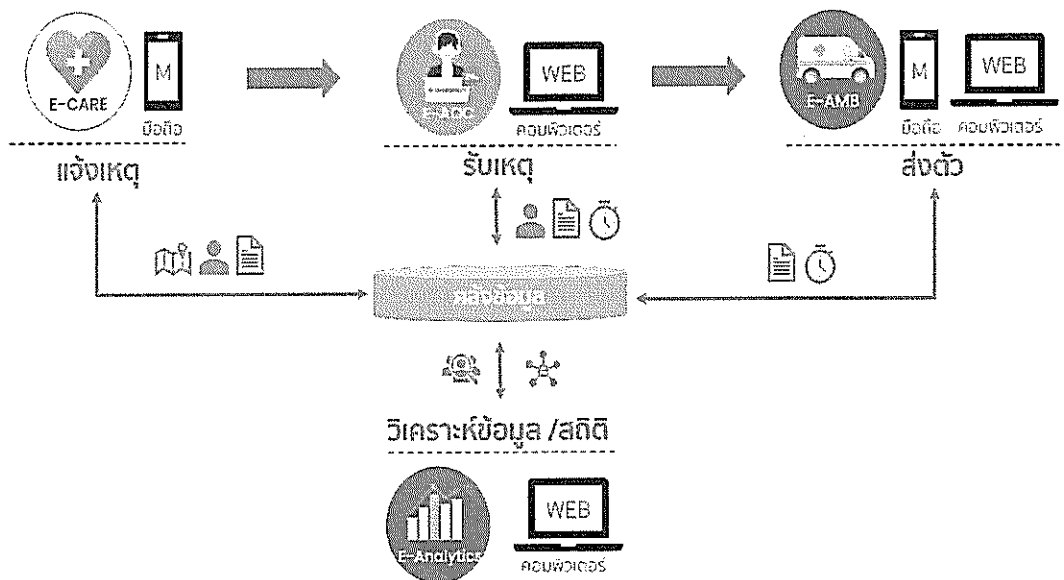 E-CARE
M
มือถือ
แจ้งเหตุ
WEB
คอมพิวเตอร์
รับเหตุ
E-AMB
M
มือถือ
WEB
คอมพิวเตอร์
ส่งตัว
คลังข้อมูล
วิเคราะห์ข้อมูล /สถิติ
E-Analytics
WEB
คอมพิวเตอร์